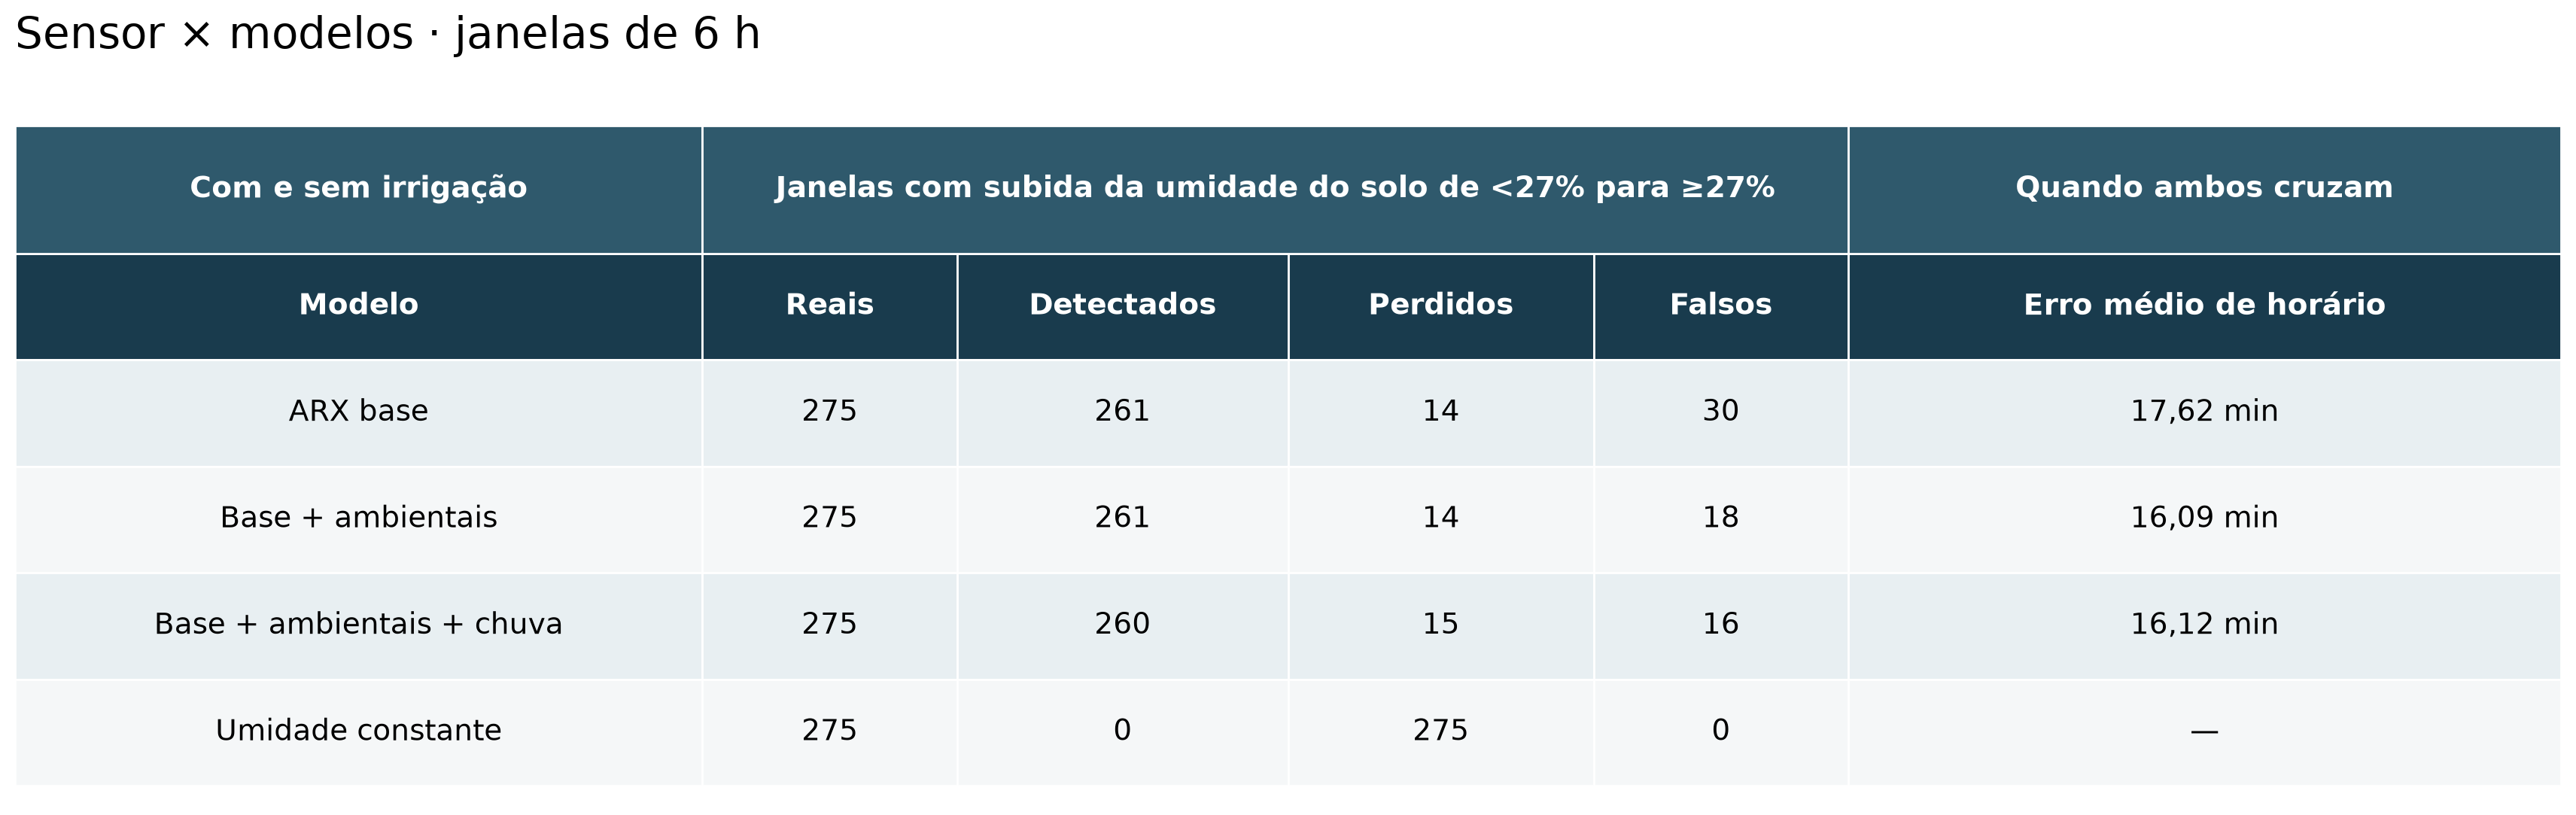 Sensor × modelos · janelas de 6 h
Com e sem irrigação Janelas com subida da umidade do solo de <27% para ≥27% Quando ambos cruzam
Modelo Reais Detectados Perdidos Falsos Erro médio de horário
ARX base 275 261 14 30 17,62 min
Base + ambientais 275 261 14 18 16,09 min
Base + ambientais + chuva 275 260 15 16 16,12 min
Umidade constante 275 0 275 0 —